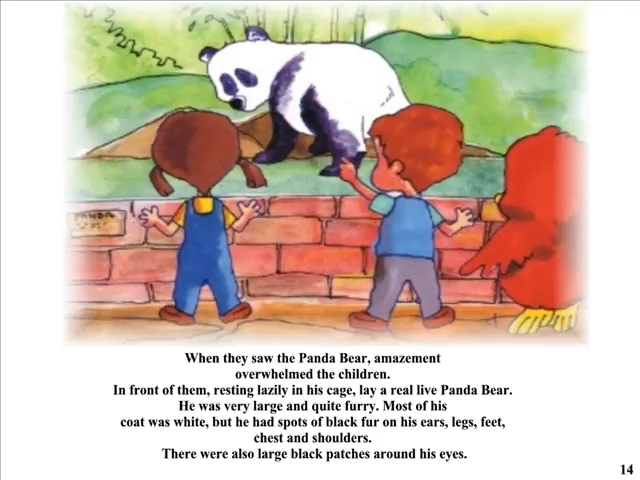 PANDA
When they saw the Panda Bear, amazement
overwhelmed the children.
In front of them, resting lazily in his cage, lay a real live Panda Bear.
He was very large and quite furry. Most of his
coat was white, but he had spots of black fur on his ears, legs, feet,
chest and shoulders.
There were also large black patches around his eyes.
14